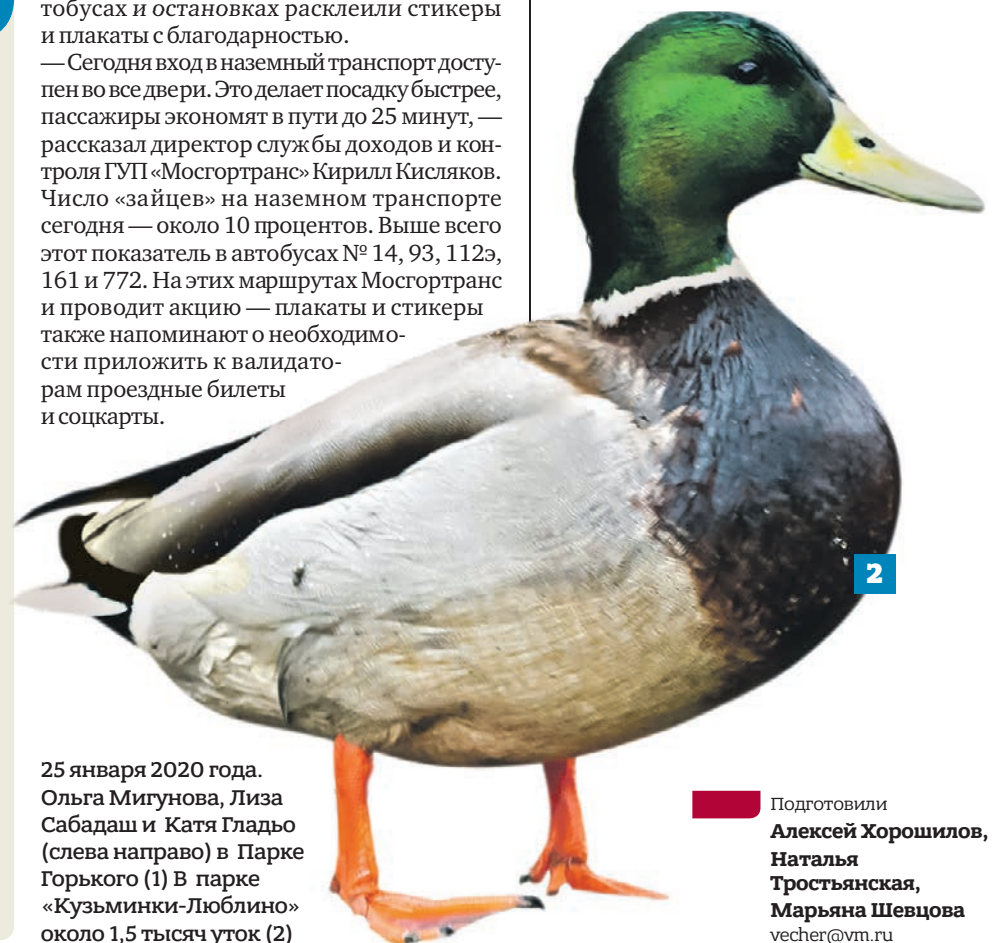 тобусах и остановках расклеили стикеры
и плакаты с благодарностью.
— Сегодня вход в наземный транспорт досту-
пен во все двери. Это делает посадку быстрее,
пассажиры экономят в пути до 25 минут, —
рассказал директор службы доходов и кон-
троля ГУП «Мосгортранс» Кирилл Кисляков.
Число «зайцев» на наземном транспорте
сегодня — около 10 процентов. Выше всего
этот показатель в автобусах № 14, 93, 112э,
161 и 772. На этих маршрутах Мосгортранс
и проводит акцию — плакаты и стикеры
также напоминают о необходимо-
сти приложить к валидато-
рам проездные билеты
и соцкарты.
2
25 января 2020 года.
Ольга Мигунова, Лиза
Сабадаш и Катя Гладьо
(слева направо) в Парке
Горького (1) В парке
«Кузьминки-Люблино»
около 1,5 тысяч уток (2)
Подготовили
Алексей Хорошилов,
Наталья
Тростьянская,
Марьяна Шевцова
vecher@vm.ru